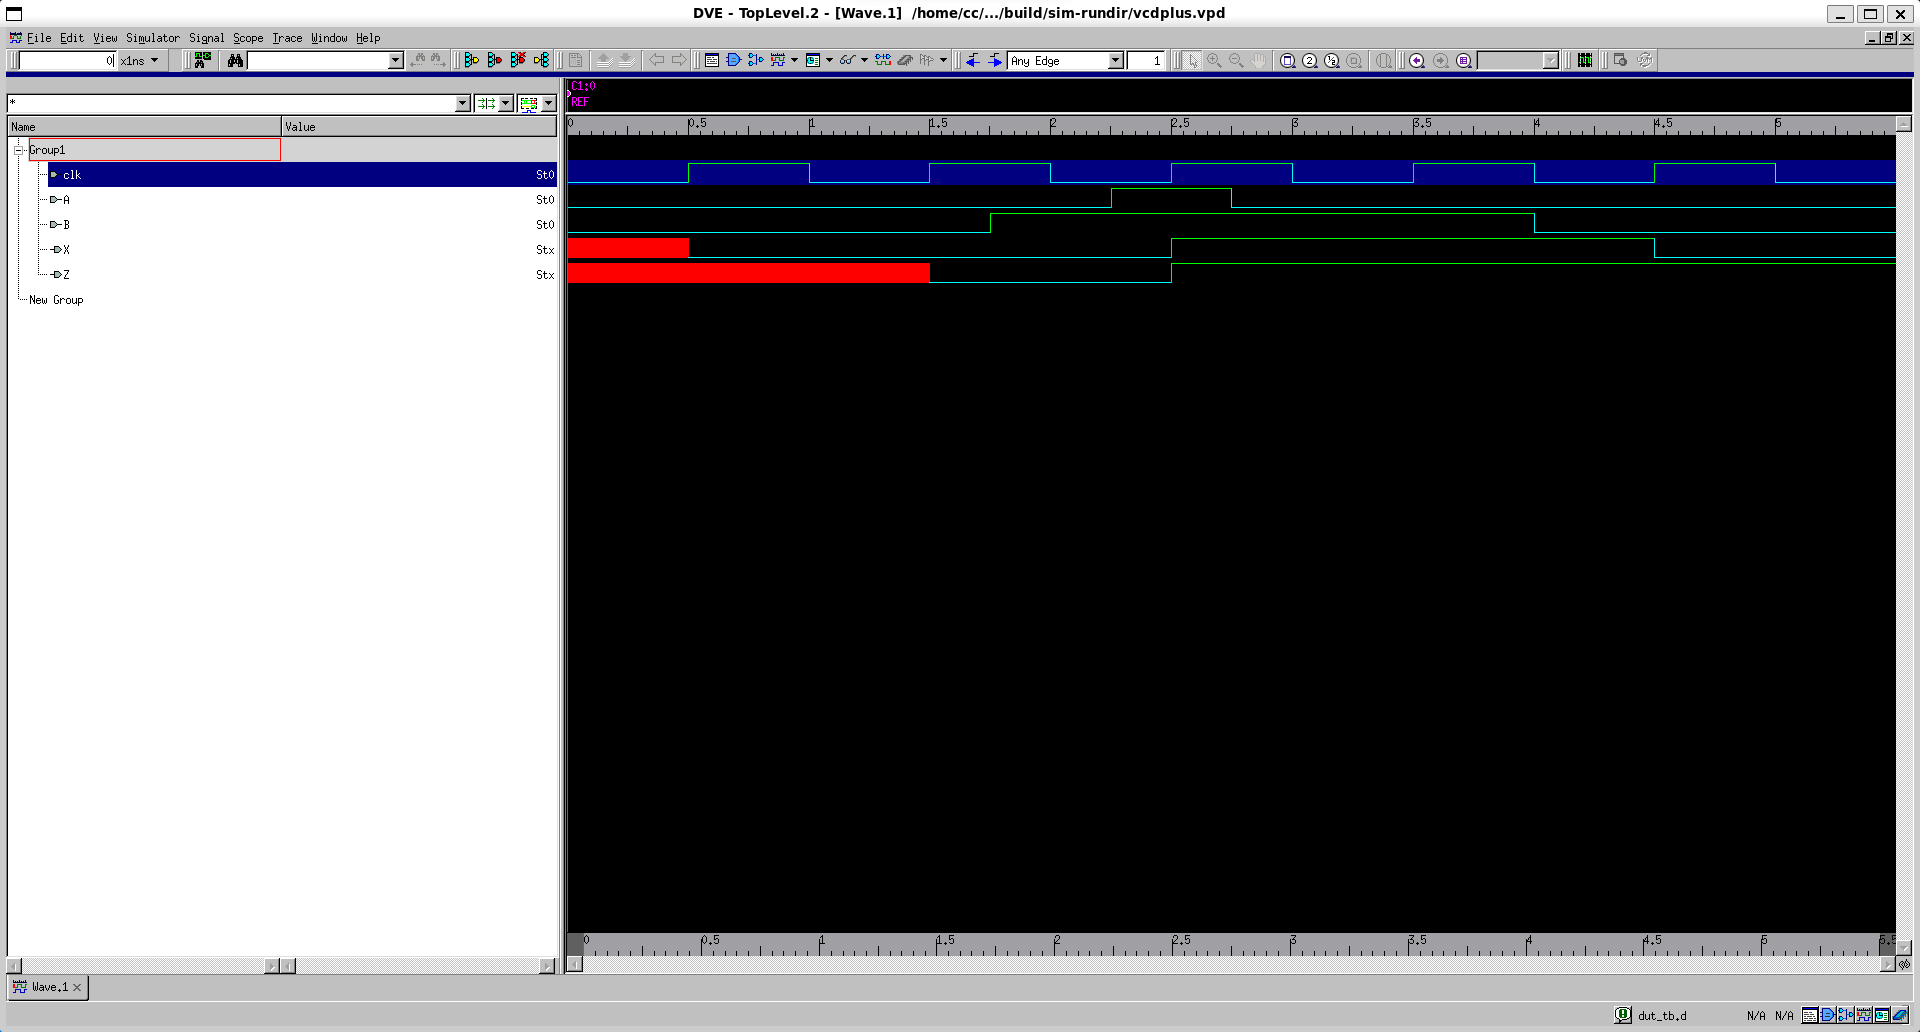 DVE - TopLevel.2 - [Wave.1] /home/cc/.../build/sim-rundir/vcdplus.vpd
File Edit View Simulator Signal Scope Trace Window Help
0 x1ns Any Edge 1
C1:0
REF
*
Name Value
0 0.5 1 1.5 2 2.5 3 3.5 4 4.5 5
Group1
clk St0
A St0
B St0
X Stx
Z Stx
New Group
0 0.5 1 1.5 2 2.5 3 3.5 4 4.5 5 5.5
Wave.1
dut_tb.d N/A N/A